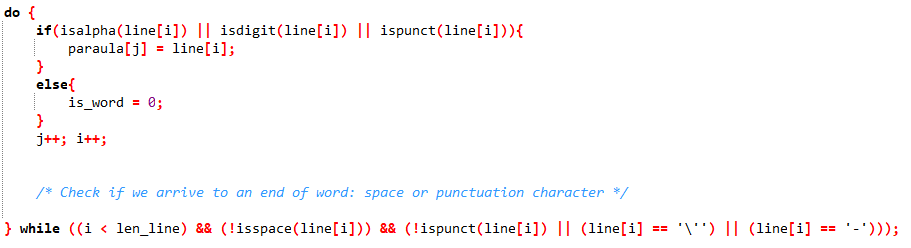 do {
if(isalpha(line[i]) || isdigit(line[i]) || ispunct(line[i])){
paraula[j] = line[i];
}
else{
is_word = 0;
}
j++; i++;
/* Check if we arrive to an end of word: space or punctuation character */
} while ((i < len_line) && (!isspace(line[i])) && (!ispunct(line[i]) || (line[i] == '\'') || (line[i] == '-')));